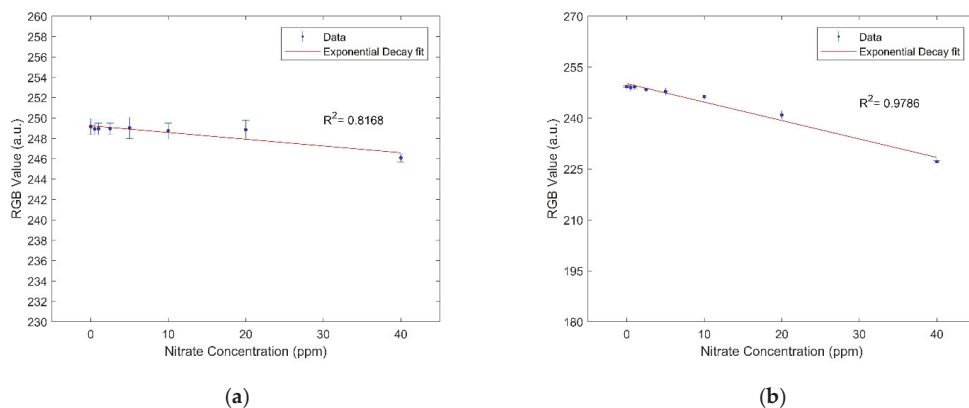 260
258
256
254
252
250
248
246
244
242
240
238
236
234
232
230
RGB Value (a.u.)
0
10
20
30
40
Nitrate Concentration (ppm)
Data
Exponential Decay fit
R²= 0.8168
(a)
270
255
240
225
210
195
180
RGB Value (a.u.)
0
10
20
30
40
Nitrate Concentration (ppm)
Data
Exponential Decay fit
R²= 0.9786
(b)